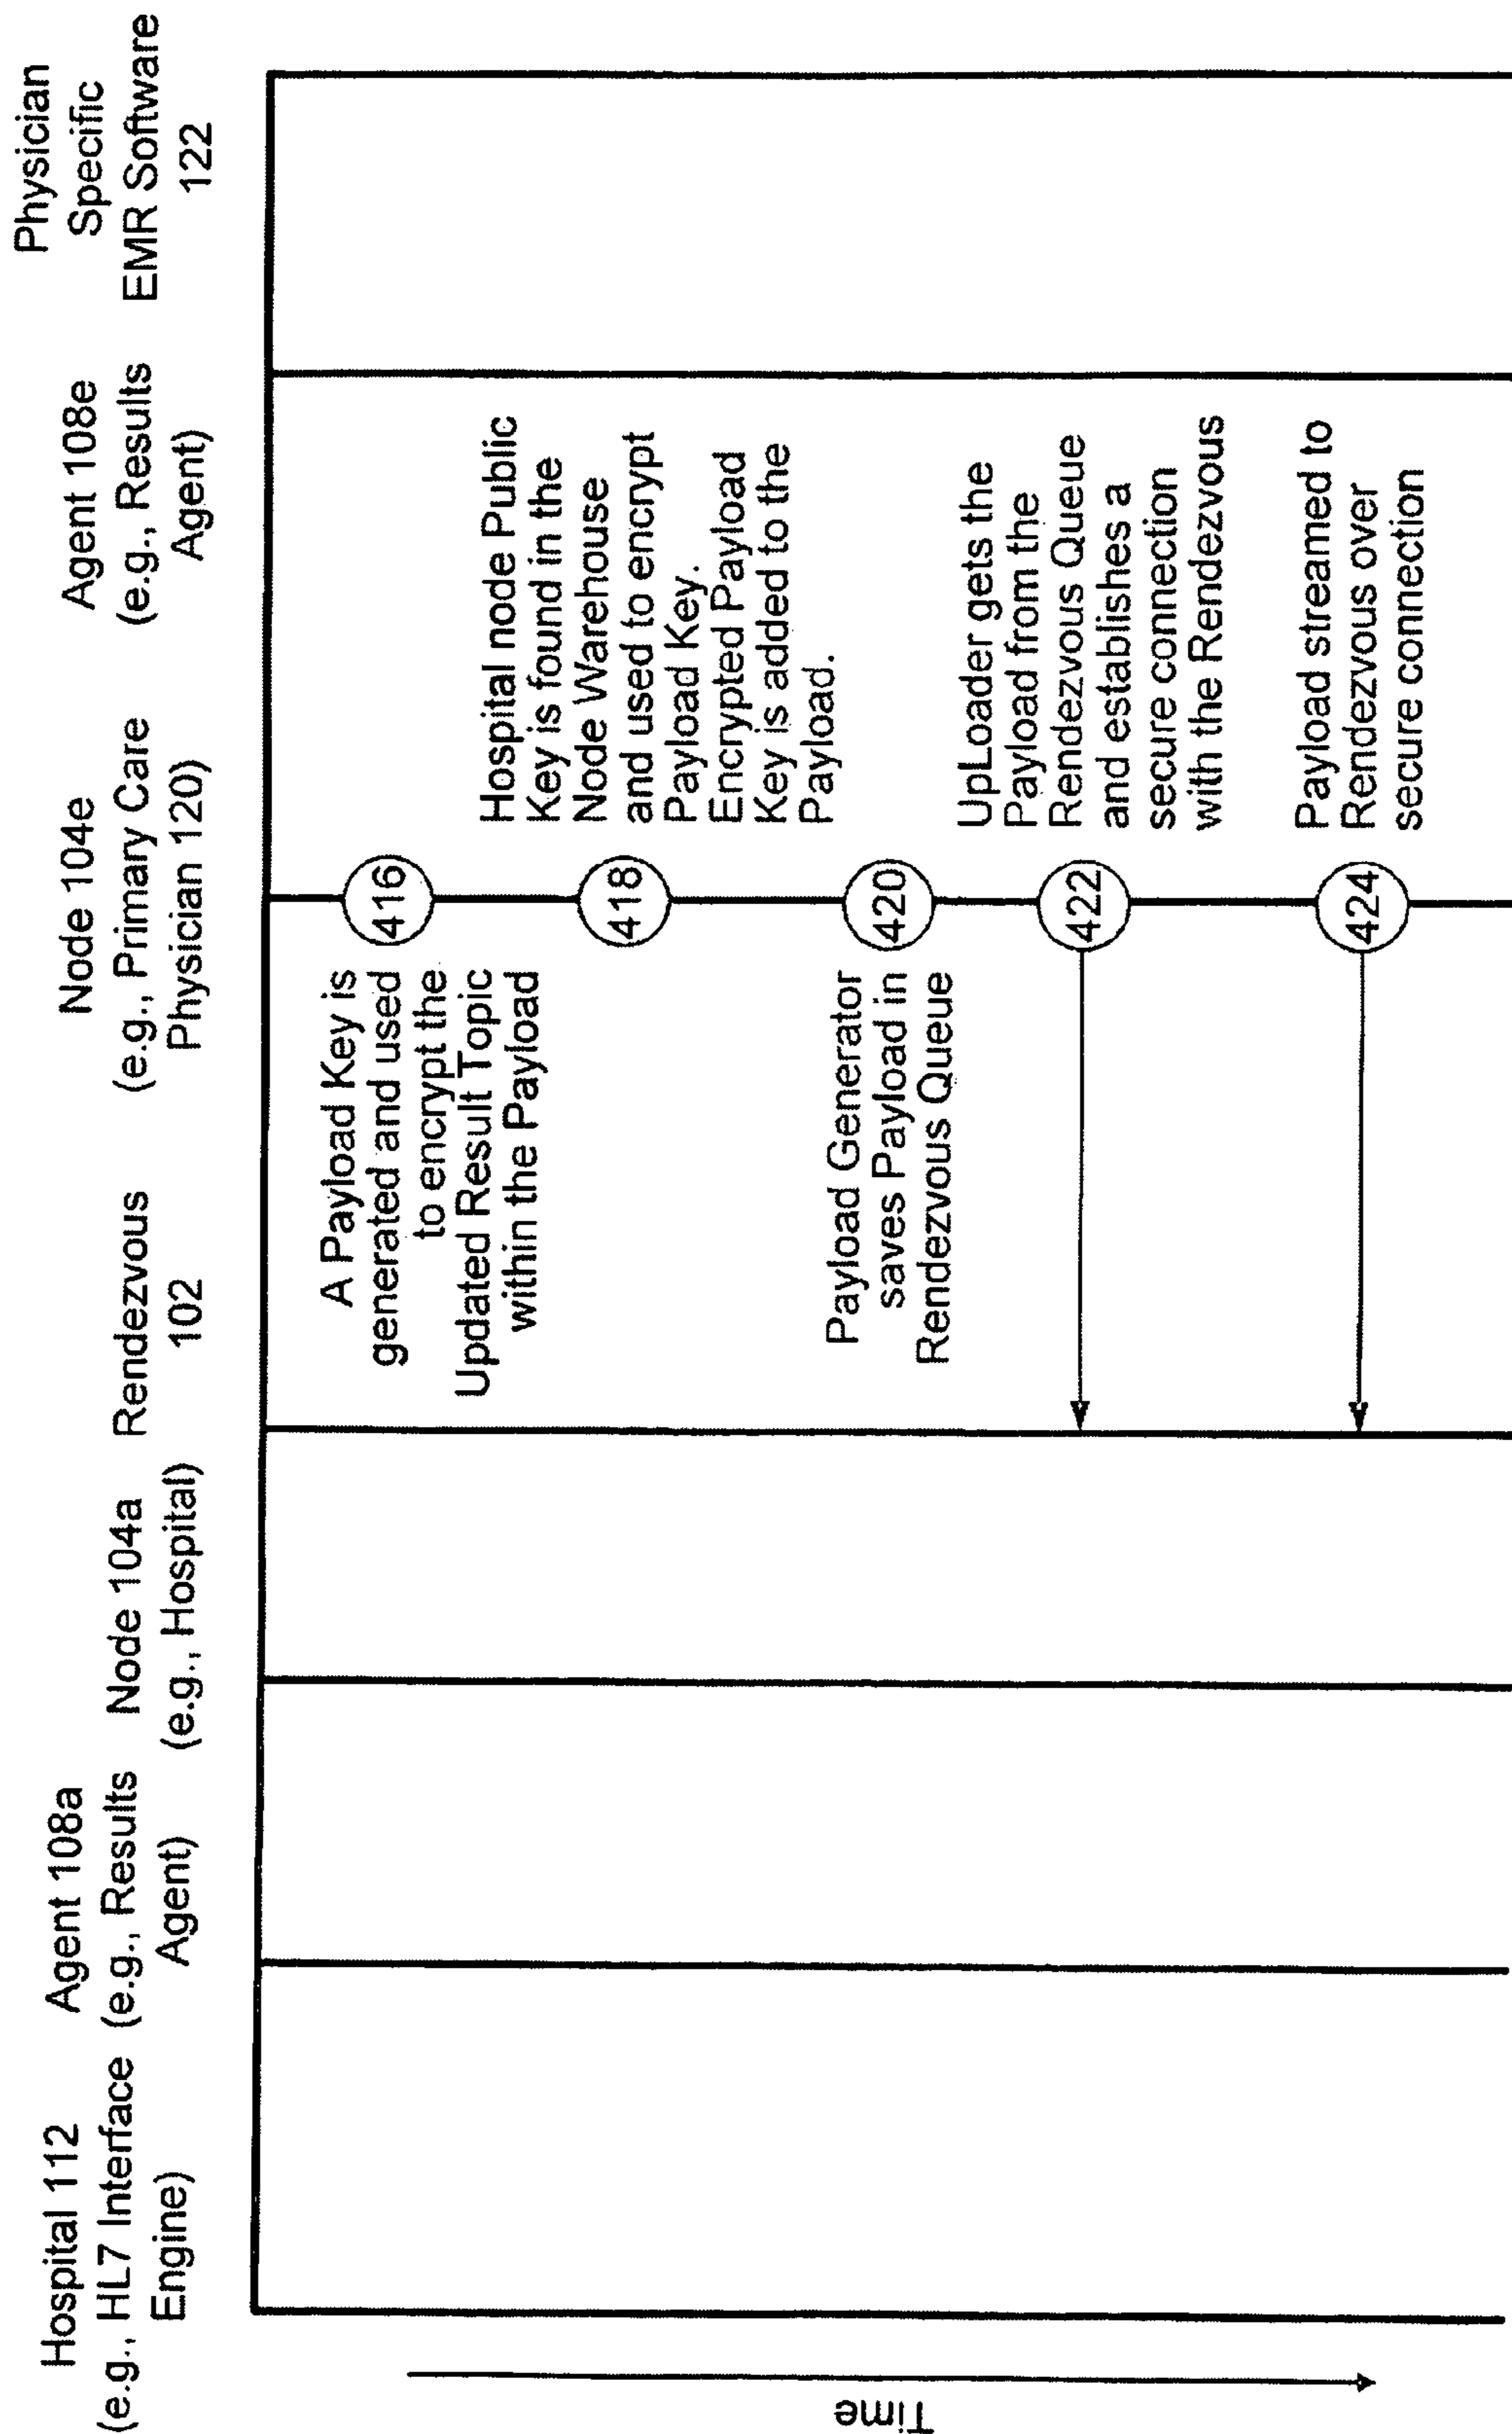 Hospital 112
(e.g., HL7 Interface
Engine)
Agent 108a
(e.g., Results
Agent)
Node 104a
(e.g., Hospital)
Rendezvous
102
Node 104e
(e.g., Primary Care
Physician 120)
Agent 108e
(e.g., Results
Agent)
Physician
Specific
EMR Software
122
Time
A Payload Key is
generated and used
to encrypt the
Updated Result Topic
within the Payload
416
418
Hospital node Public
Key is found in the
Node Warehouse
and used to encrypt
Payload Key.
Encrypted Payload
Key is added to the
Payload.
Payload Generator
saves Payload in
Rendezvous Queue
420
422
UpLoader gets the
Payload from the
Rendezvous Queue
and establishes a
secure connection
with the Rendezvous
424
Payload streamed to
Rendezvous over
secure connection